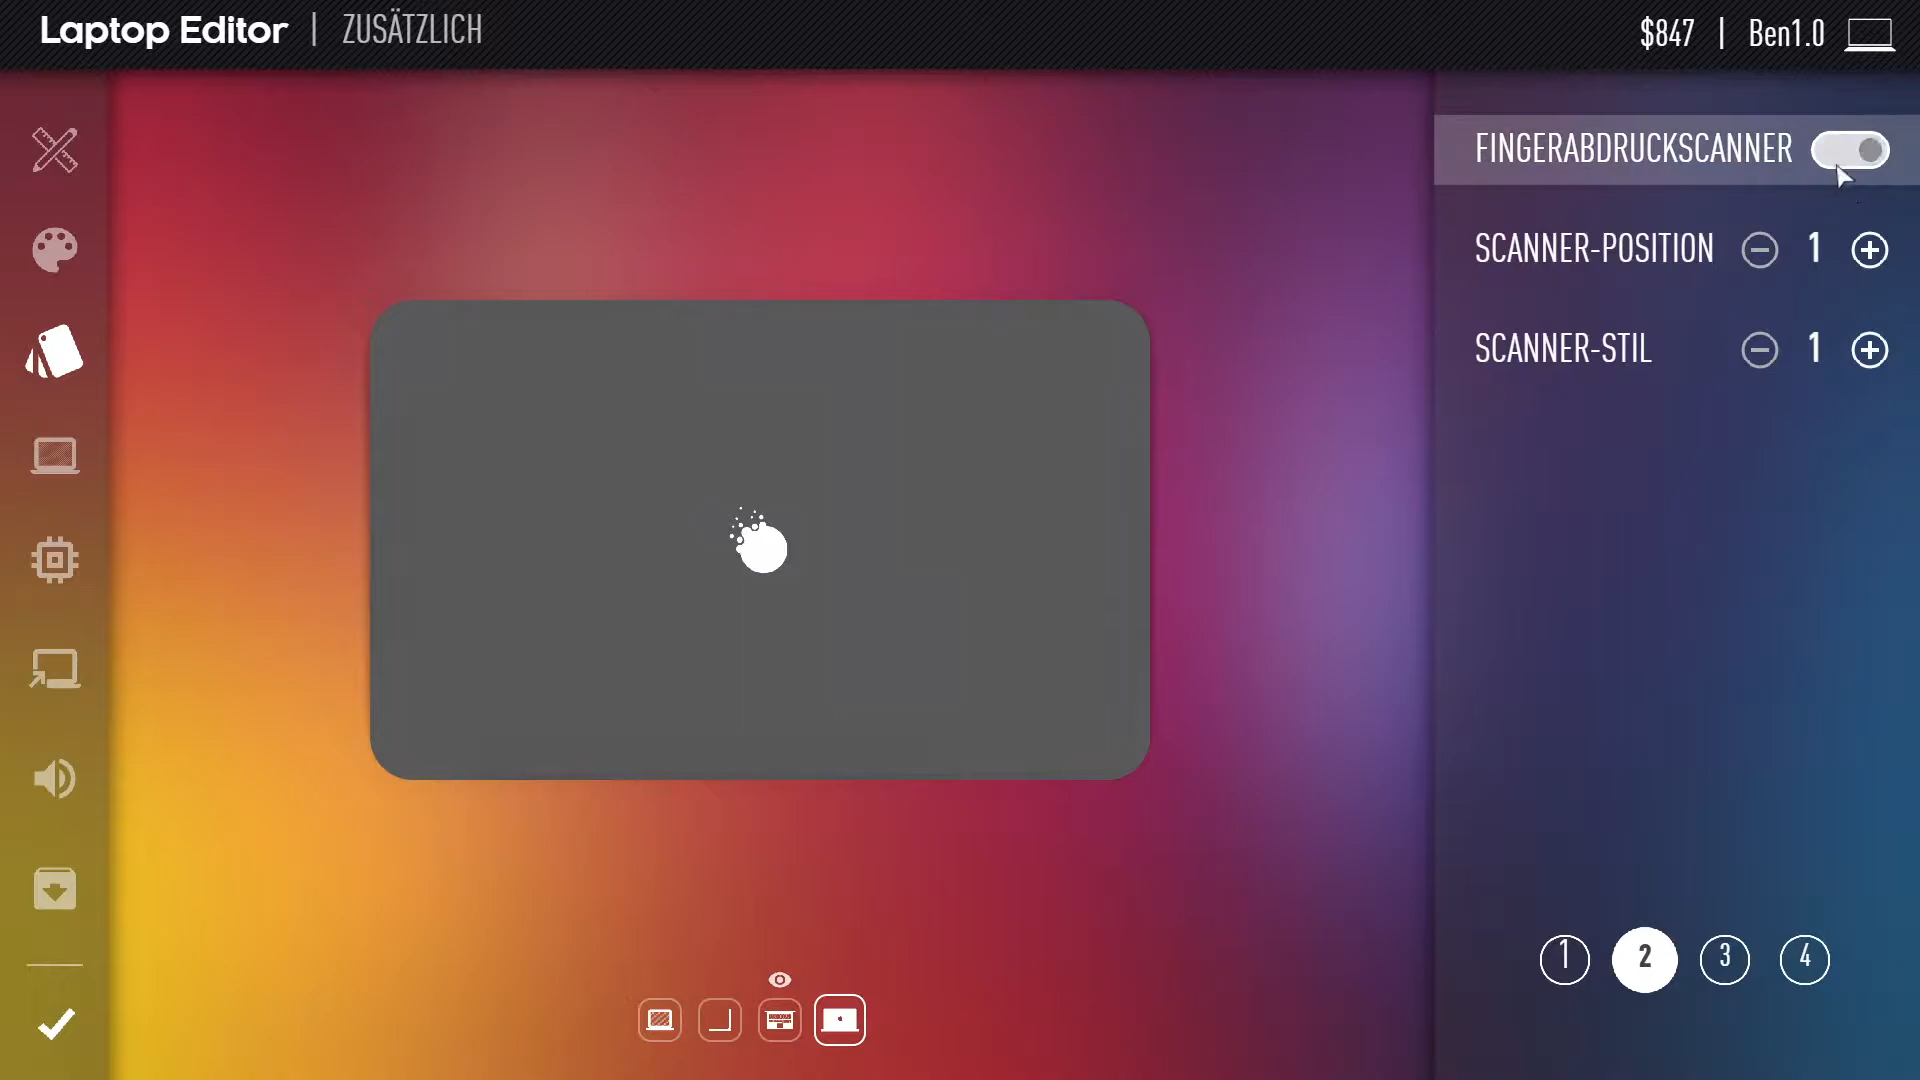 Laptop Editor | ZUSÄTZLICH
$847 | Ben1.0
FINGERABDRUCKSCANNER
SCANNER-POSITION 1
SCANNER-STIL 1
1 2 3 4